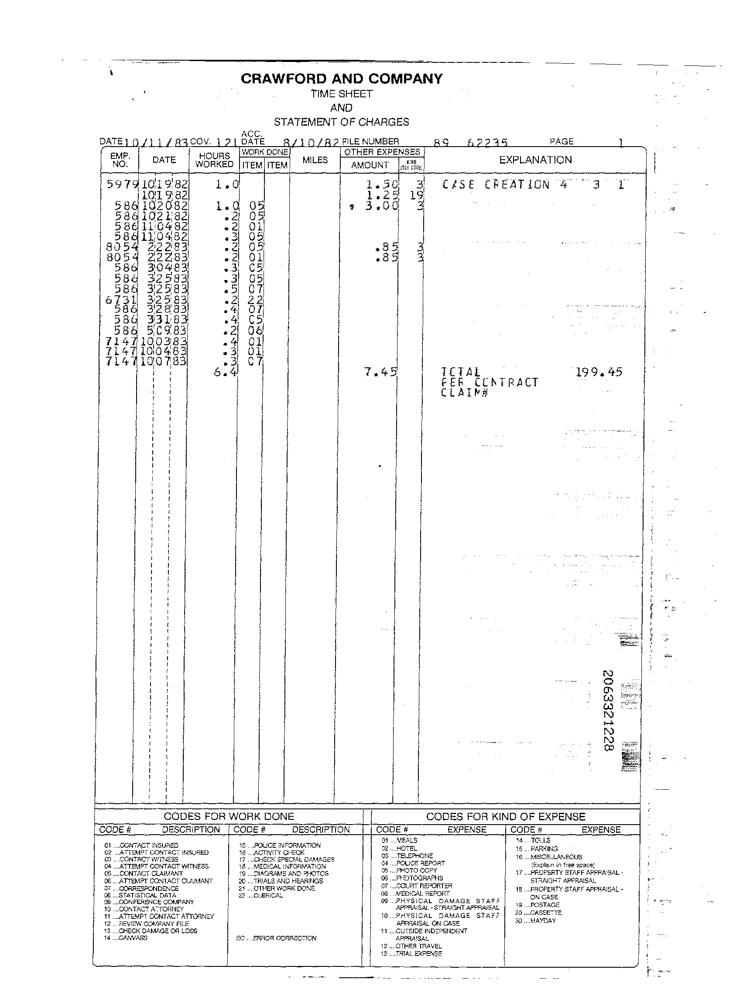 CRAWFORD AND COMPANY
TIME SHEET
AND
STATEMENT OF CHARGES
DATE 10/11/83 COV. 121 ACC. DATE 8/10/82 FILE NUMBER 89 62235 PAGE 1
EMP. NO. DATE HOURS WORKED WORK DONE ITEM ITEM MILES OTHER EXPENSES AMOUNT EXPLANATION
5979 101982 1.0 1.50 3 CASE CREATION 4 3 1
101982 1.25 19
586 102082 1.0 05 3.00 3
586 102182 .2 05
586 110482 .2 01
586 110482 .3 05
8054 22283 .2 05 .85 3
8054 22283 .2 01 .85 3
586 30483 .3 05
586 32583 .3 05
586 32583 .5 07
6731 32583 .2 22
586 32883 .4 07
586 33183 .4 05
586 50983 .2 06
7147 100383 .4 01
7147 100483 .3 01
7147 100783 .3 07
6.4 7.45 TOTAL 199.45
PER CONTRACT
CLAIM#
2063321228
CODES FOR WORK DONE
CODE # DESCRIPTION CODE # DESCRIPTION
01 ...CONTACT INSURED
02 ...ATTEMPT CONTACT INSURED
03 ...CONTACT WITNESS
04 ...ATTEMPT CONTACT WITNESS
05 ...CONTACT CLAIMANT
06 ...ATTEMPT CONTACT CLAIMANT
07 ...CORRESPONDENCE
08 ...STATISTICAL DATA
09 ...CONFERENCE COMPANY
10 ...CONTACT ATTORNEY
11 ...ATTEMPT CONTACT ATTORNEY
12 ...REVIEW COMPANY FILE
13 ...CHECK DAMAGE OR LOSS
14 ...CANVASS
15 ...POLICE INFORMATION
16 ...ACTIVITY CHECK
17 ...CHECK SPECIAL DAMAGES
18 ...MEDICAL INFORMATION
19 ...DIAGRAMS AND PHOTOS
20 ...TRIALS AND HEARINGS
21 ...OTHER WORK DONE
22 ...CLERICAL
50 ...ERROR CORRECTION
CODES FOR KIND OF EXPENSE
CODE # EXPENSE CODE # EXPENSE
01 ...MEALS
02 ...HOTEL
03 ...TELEPHONE
04 ...POLICE REPORT
05 ...PHOTO COPY
06 ...PHOTOGRAPHS
07 ...COURT REPORTER
08 ...MEDICAL REPORT
09 ...PHYSICAL DAMAGE STAFF
APPRAISAL - STRAIGHT APPRAISAL
10 ...PHYSICAL DAMAGE STAFF
APPRAISAL ON CASE
11 ...OUTSIDE INDEPENDENT
APPRAISAL
12 ...OTHER TRAVEL
13 ...TRIAL EXPENSE
14 ...TOLLS
15 ...PARKING
16 ...MISCELLANEOUS
(Explain in free space)
17 ...PROPERTY STAFF APPRAISAL -
STRAIGHT APPRAISAL
18 ...PROPERTY STAFF APPRAISAL -
ON CASE
19 ...POSTAGE
20 ...CASSETTE
30 ...MAYDAY